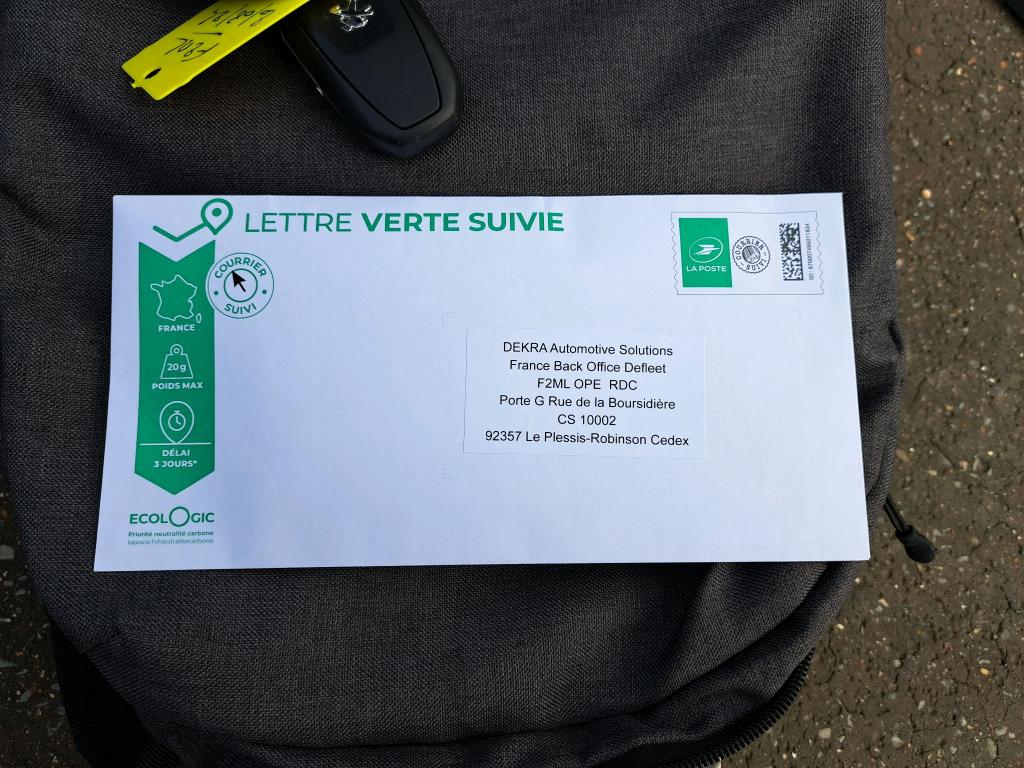 LETTRE VERTE SUIVIE
COURRIER
SUIVI
FRANCE
20g
POIDS MAX
DÉLAI
3 JOURS*
ECOLOGIC
Priorité neutralité carbone
laposte.fr/neutralitecarbone
LA POSTE
COURRIER
SUIVI
DEKRA Automotive Solutions
France Back Office Defleet
F2ML OPE RDC
Porte G Rue de la Boursidière
CS 10002
92357 Le Plessis-Robinson Cedex